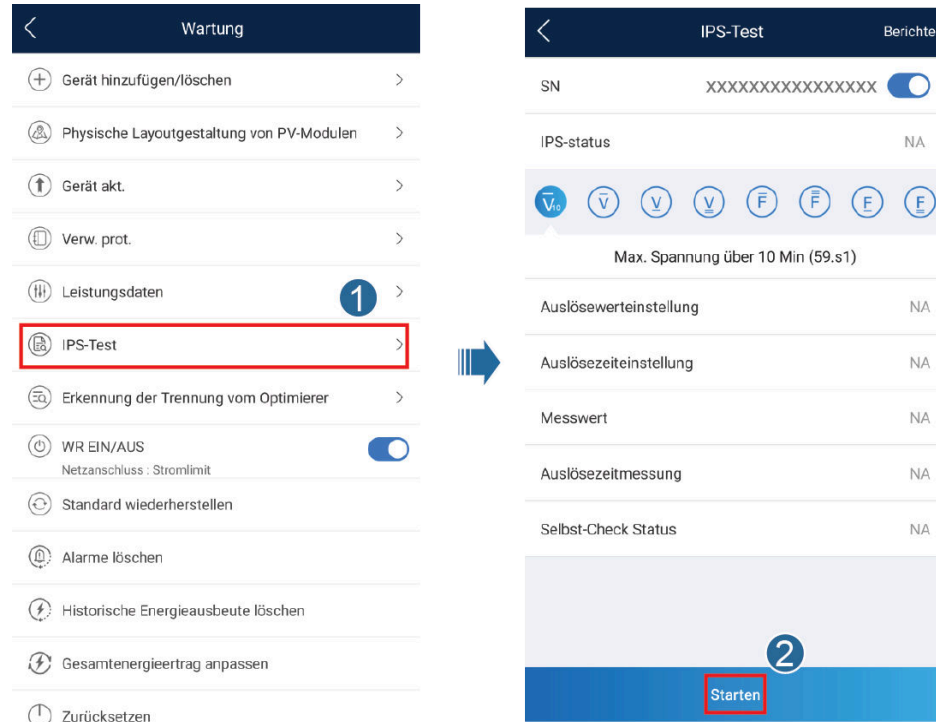 Wartung
Gerät hinzufügen/löschen
Physische Layoutgestaltung von PV-Modulen
Gerät akt.
Verw. prot.
Leistungsdaten
1
IPS-Test
Erkennung der Trennung vom Optimierer
WR EIN/AUS
Netzanschluss : Stromlimit
Standard wiederherstellen
Alarme löschen
Historische Energieausbeute löschen
Gesamtenergieertrag anpassen
Zurücksetzen
IPS-Test Berichte
SN XXXXXXXXXXXXXXXX
IPS-status NA
V10 V V V F F F F
Max. Spannung über 10 Min (59.s1)
Auslösewerteinstellung NA
Auslösezeiteinstellung NA
Messwert NA
Auslösezeitmessung NA
Selbst-Check Status NA
2
Starten